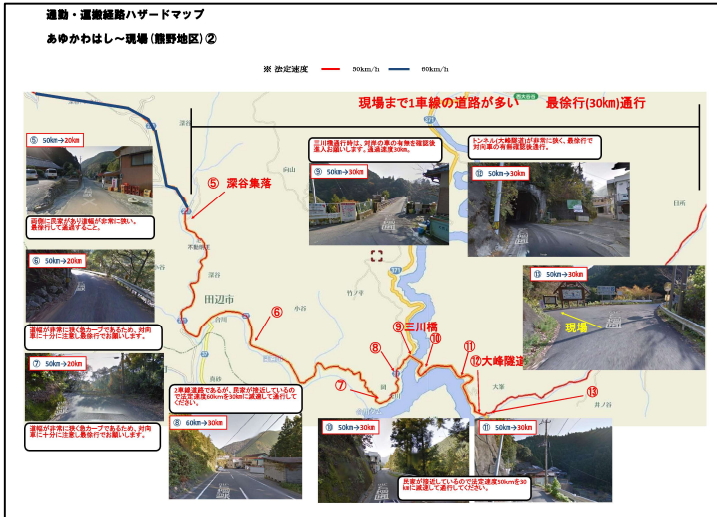 通勤・運搬経路ハザードマップ
あゆかわはし～現場(熊野地区)②
※ 法定速度 50km/h 60km/h
現場まで1車線の道路が多い 最徐行(30km)通行
⑤ 50km→20km
両側に民家があり道幅が非常に狭い。
最徐行して通過すること。
⑤ 深谷集落
三川橋通行時は、対岸の車の有無を確認後
進入お願いします。通過速度30km。
⑨ 50km→30km
トンネル(大峰隧道)が非常に狭く、最徐行で
対向車の有無確認後通行。
⑫ 50km→30km
⑥ 50km→20km
道幅が非常に狭く急カーブであるため、対向
車に十分に注意し最徐行でお願いします。
⑬ 50km→30km
現場
⑦ 50km→20km
道幅が非常に狭く急カーブであるため、対向
車に十分に注意し最徐行でお願いします。
⑥
⑦
⑧
⑨三川橋
⑩
⑪
⑫大峰隧道
⑬
2車線道路であるが、民家が接近しているの
で法定速度60kmを30kmに減速して通行して
ください。
⑧ 60km→30km
⑩ 50km→30km
⑪ 50km→30km
民家が接近しているので法定速度50kmを30
kmに減速して通行してください。
田辺市
深谷
向山
小谷
竹ノ平
大塔
井ノ谷
371